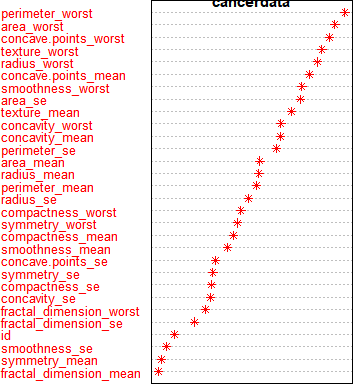 cancerdata
perimeter_worst
area_worst
concave.points_worst
texture_worst
radius_worst
concave.points_mean
smoothness_worst
area_se
texture_mean
concavity_worst
concavity_mean
perimeter_se
area_mean
radius_mean
perimeter_mean
radius_se
compactness_worst
symmetry_worst
compactness_mean
smoothness_mean
concave.points_se
symmetry_se
compactness_se
concavity_se
fractal_dimension_worst
fractal_dimension_se
id
smoothness_se
symmetry_mean
fractal_dimension_mean